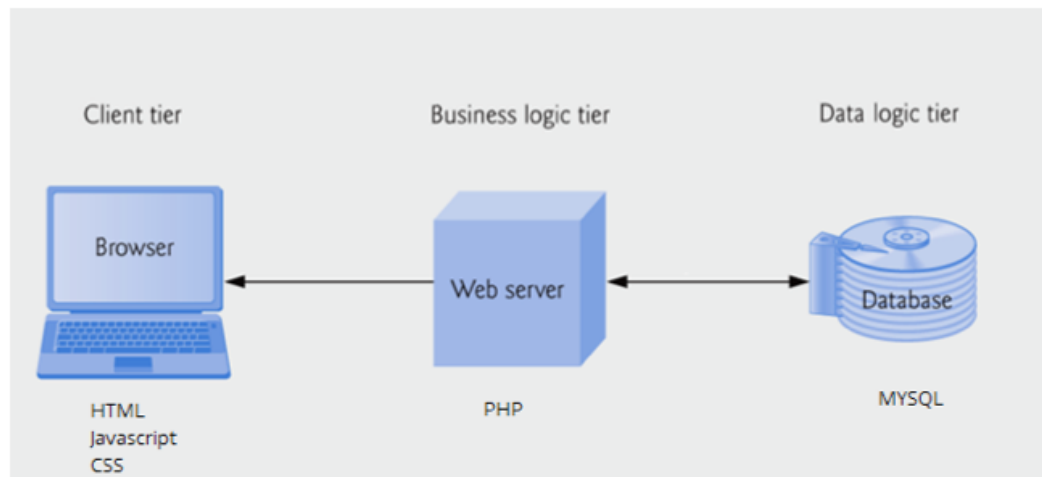 Client tier
Business logic tier
Data logic tier
Browser
Web server
Database
HTML
Javascript
CSS
PHP
MYSQL